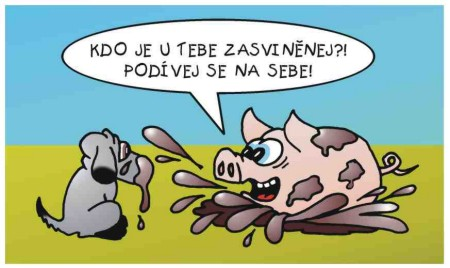 KDO JE U TEBE ZASVINĚNEJ?!
PODÍVEJ SE NA SEBE!